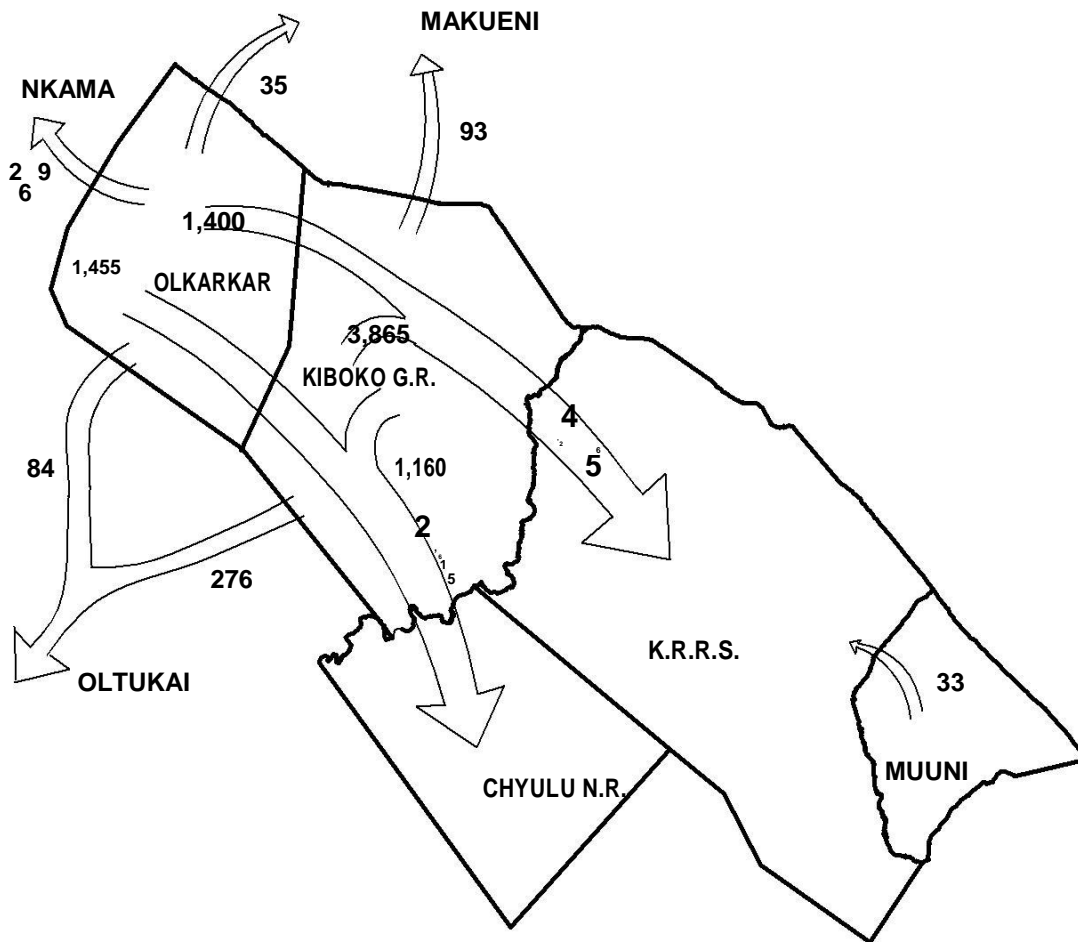 MAKUENI
NKAMA
35
93
2 9
6
1,400
1,455
OLKARKAR
3,865
KIBOKO G.R.
4
5
84
1,160
2
1
5
276
OLTUKAI
K.R.R.S.
33
MUUNI
CHYULU N.R.